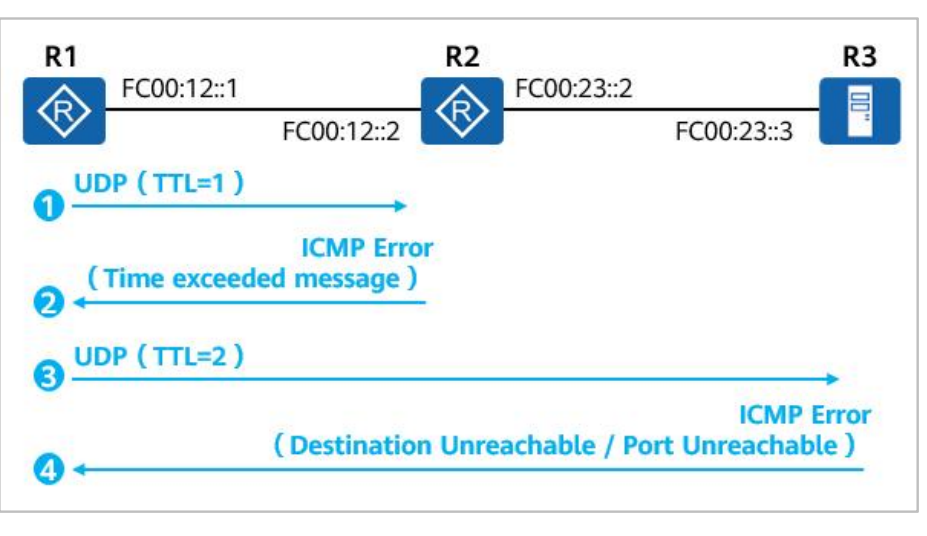 R1
R2
R3
FC00:12::1
FC00:23::2
R
R
FC00:12::2
FC00:23::3
UDP ( TTL=1 )
1
ICMP Error
( Time exceeded message )
2
UDP ( TTL=2 )
3
ICMP Error
( Destination Unreachable / Port Unreachable )
4